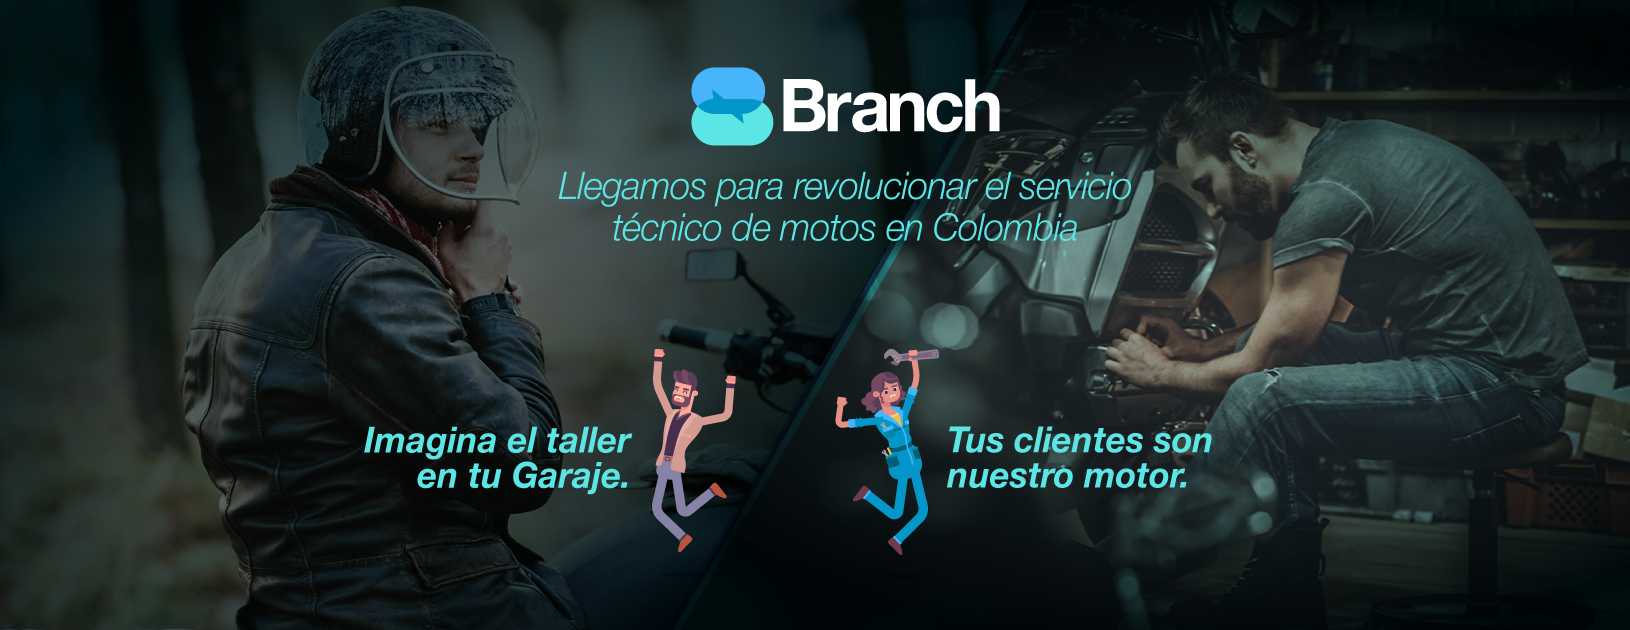 Branch
Llegamos para revolucionar el servicio
técnico de motos en Colombia
Imagina el taller
en tu Garaje.
Tus clientes son
nuestro motor.